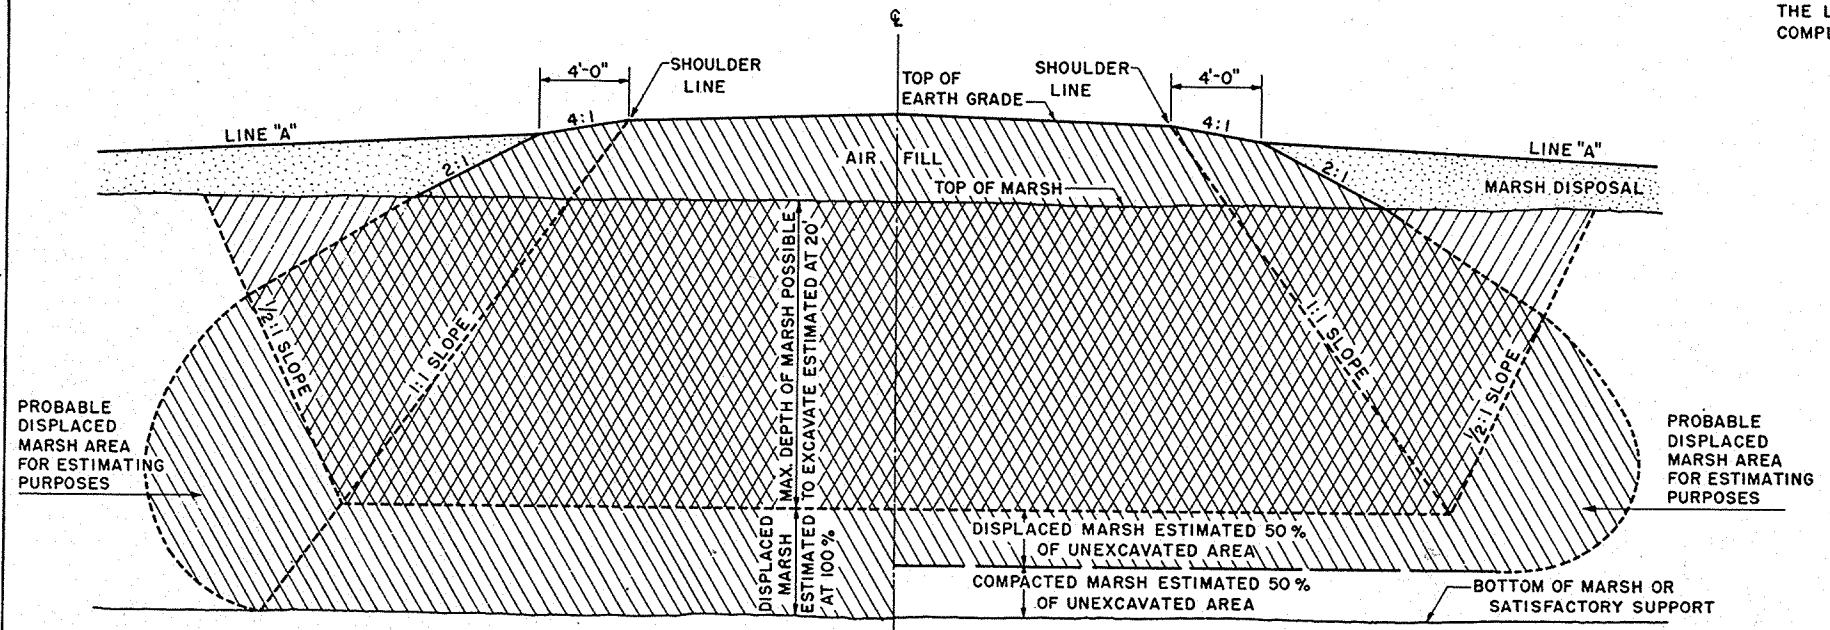 ℄
THE L
COMPL
4'-0"
SHOULDER
LINE
TOP OF
EARTH GRADE
SHOULDER
LINE
4'-0"
LINE "A"
4:1
4:1
LINE "A"
2:1
AIR FILL
2:1
TOP OF MARSH
MARSH DISPOSAL
1/2:1 SLOPE
1:1 SLOPE
MAX. DEPTH OF MARSH POSSIBLE
TO EXCAVATE ESTIMATED AT 20'
1:1 SLOPE
1/2:1 SLOPE
PROBABLE
DISPLACED
MARSH AREA
FOR ESTIMATING
PURPOSES
PROBABLE
DISPLACED
MARSH AREA
FOR ESTIMATING
PURPOSES
DISPLACED
MARSH
ESTIMATED
AT 100%
DISPLACED MARSH ESTIMATED 50%
OF UNEXCAVATED AREA
COMPACTED MARSH ESTIMATED 50%
OF UNEXCAVATED AREA
BOTTOM OF MARSH OR
SATISFACTORY SUPPORT